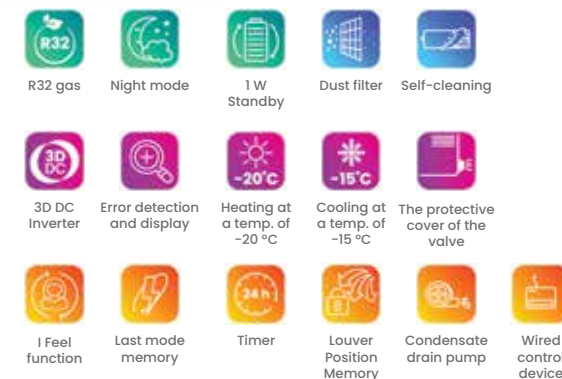 R32
R32 gas
Night mode
1 W
Standby
Dust filter
Self-cleaning
3D
DC
-20°C
-15°C
3D DC
Inverter
Error detection
and display
Heating at
a temp. of
-20 °C
Cooling at
a temp. of
-15 °C
The protective
cover of the
valve
24 h
I Feel
function
Last mode
memory
Timer
Louver
Position
Memory
Condensate
drain pump
Wired
control
device